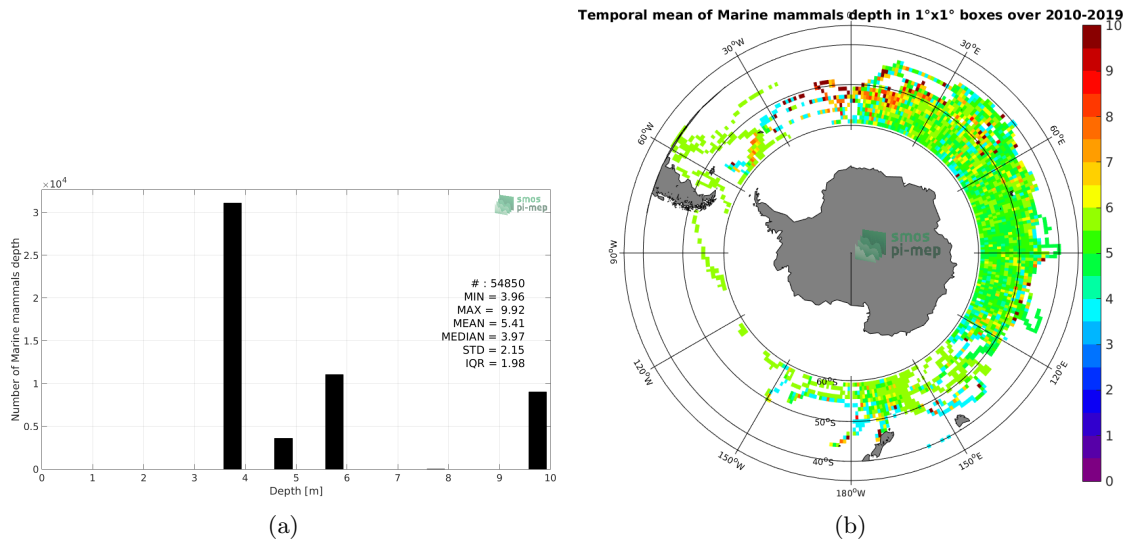 Temporal mean of Marine mammals depth in 1°x1° boxes over 2010-2019
×10⁴
Number of Marine mammals depth
3
2.5
2
1.5
1
0.5
0
smos
pi-mep
# : 54850
MIN = 3.96
MAX = 9.92
MEAN = 5.41
MEDIAN = 3.97
STD = 2.15
IQR = 1.98
0 1 2 3 4 5 6 7 8 9 10
Depth [m]
(a)
0°
30°W
30°E
60°W
60°E
90°W
smos
pi-mep
120°W
120°E
150°W
150°E
180°W
60°S
50°S
40°S
10
9
8
7
6
5
4
3
2
1
0
(b)